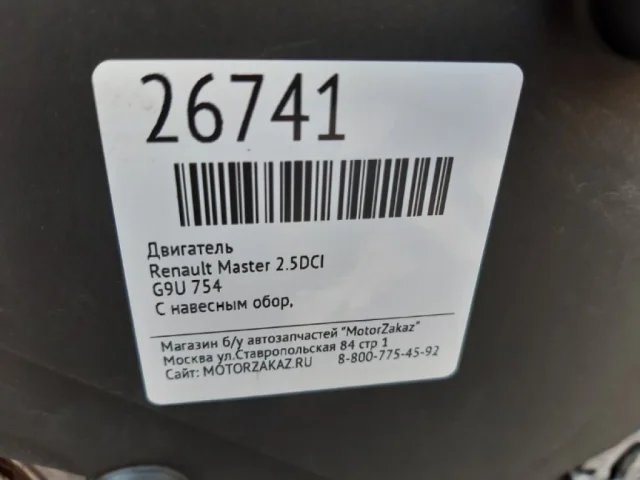 26741
Двигатель
Renault Master 2.5DCI
G9U 754
С навесным обор,
Магазин б/у автозапчастей "MotorZakaz"
Москва ул.Ставропольская 84 стр 1
Сайт: MOTORZAKAZ.RU 8-800-775-45-92